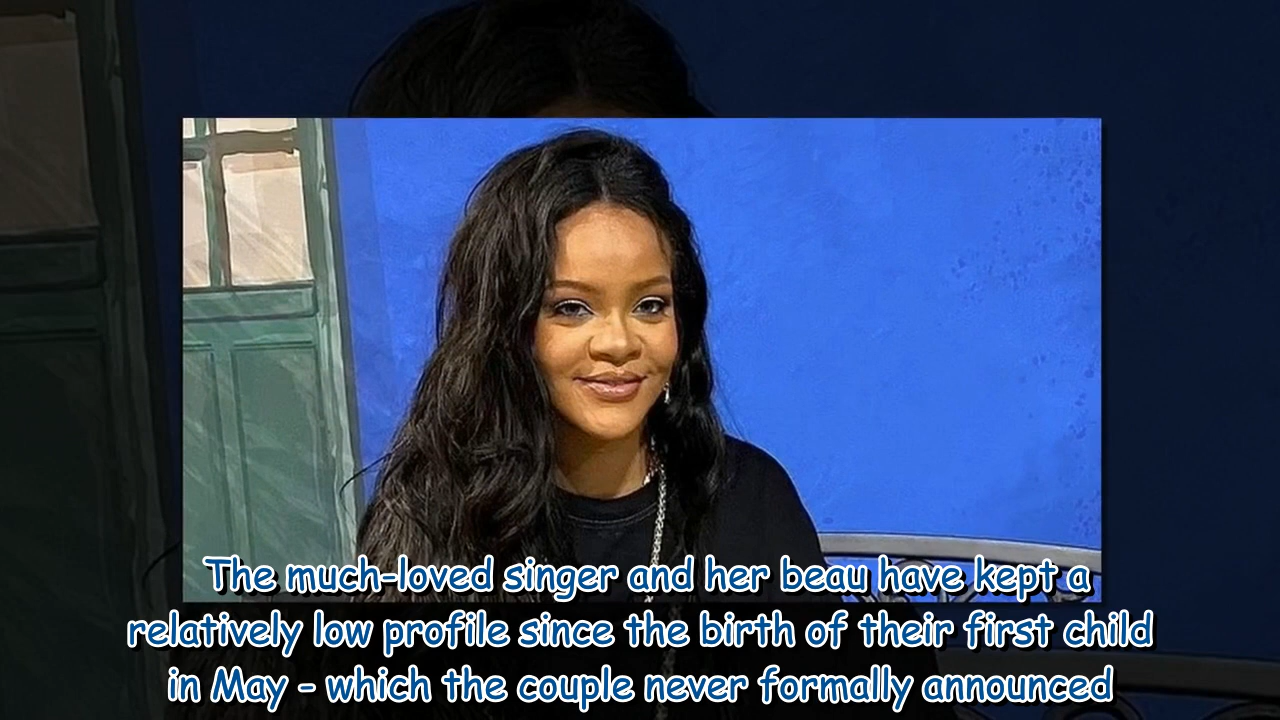 The much-loved singer and her beau have kept a
relatively low profile since the birth of their first child
in May - which the couple never formally announced